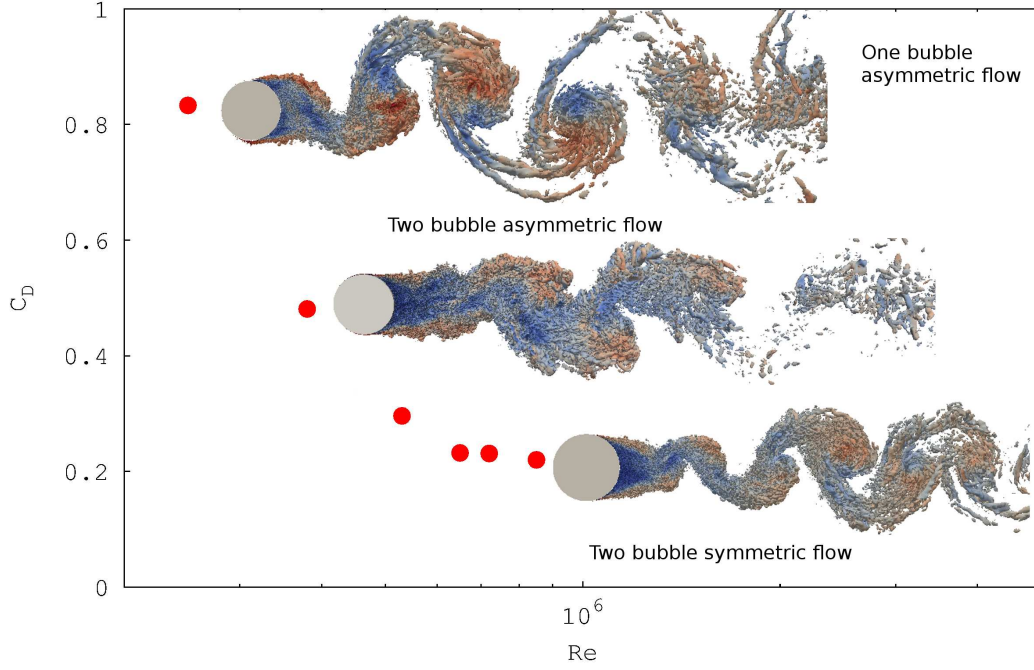 1
One bubble
asymmetric flow
0.8
Two bubble asymmetric flow
0.6
C_D
0.4
0.2
Two bubble symmetric flow
0
10^6
Re